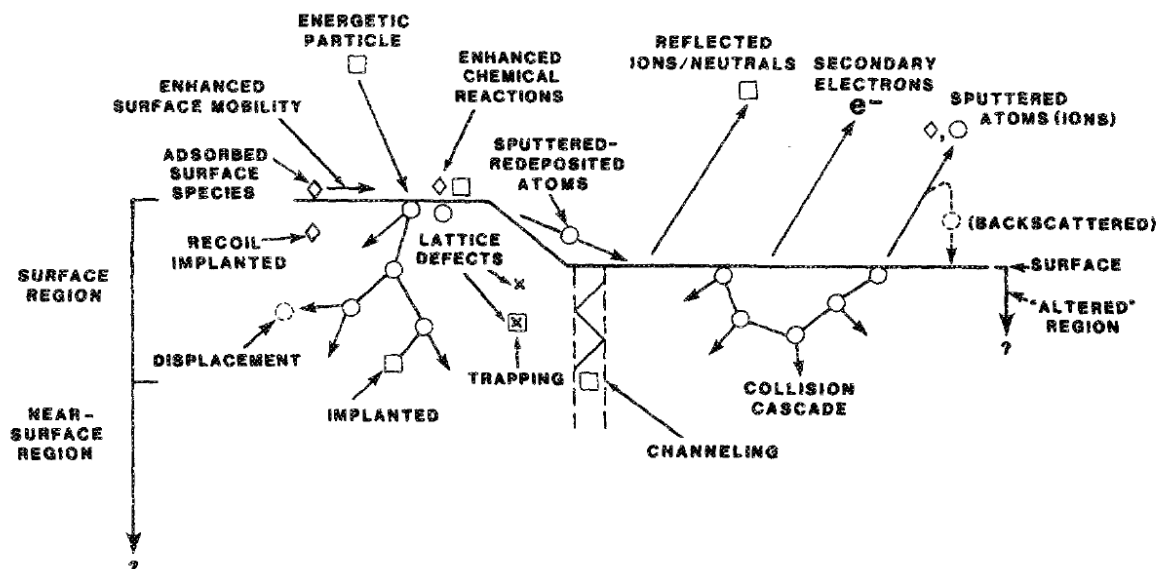 ENERGETIC
PARTICLE
ENHANCED
SURFACE MOBILITY
ENHANCED
CHEMICAL
REACTIONS
REFLECTED
IONS/NEUTRALS
SECONDARY
ELECTRONS
e-
SPUTTERED
ATOMS (IONS)
ADSORBED
SURFACE
SPECIES
SPUTTERED-
REDEPOSITED
ATOMS
(BACKSCATTERED)
RECOIL
IMPLANTED
LATTICE
DEFECTS
SURFACE
REGION
SURFACE
"ALTERED"
REGION
?
DISPLACEMENT
TRAPPING
IMPLANTED
COLLISION
CASCADE
NEAR-
SURFACE
REGION
CHANNELING
?